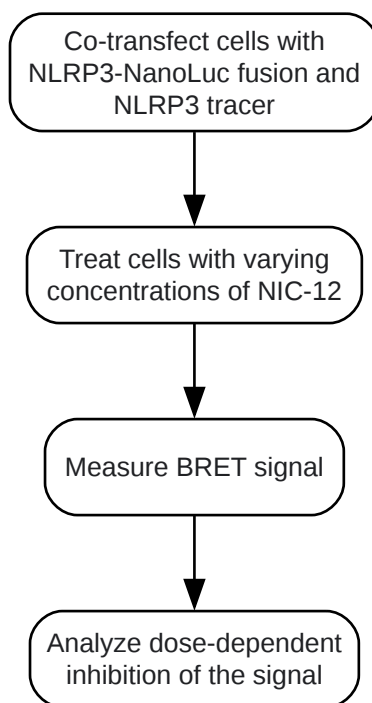 Co-transfect cells with
NLRP3-NanoLuc fusion and
NLRP3 tracer
Treat cells with varying
concentrations of NIC-12
Measure BRET signal
Analyze dose-dependent
inhibition of the signal